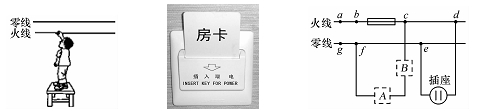 零线
火线
房卡
插 入 取 电
INSERT KEY FOR POWER
火线 a b c d
零线 g f e
B
A
插座